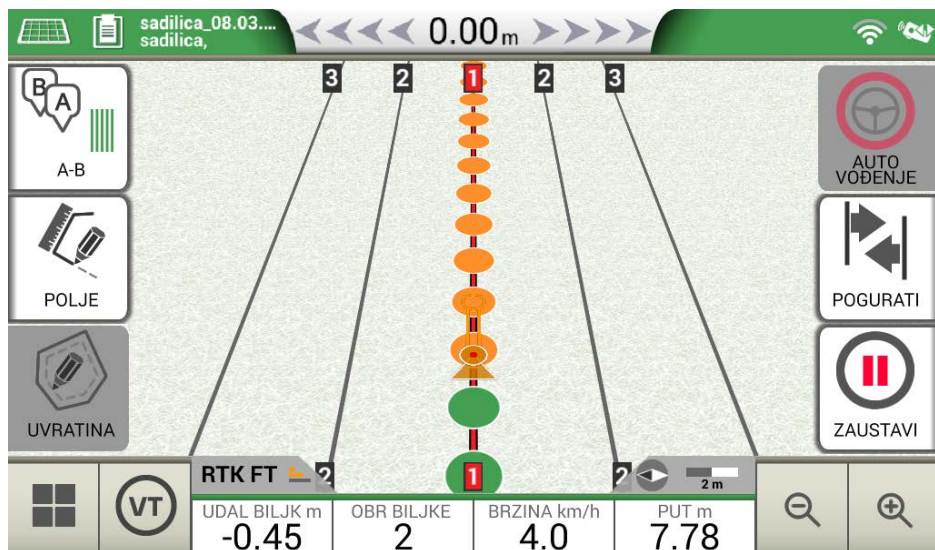 sadilica_08.03....
sadilica,
0.00 m
3
2
1
2
3
B
A
A-B
AUTO
VOĐENJE
POLJE
POGURATI
UVRATINA
ZAUSTAVI
RTK FT
2
1
2
2 m
VT
UDAL BILJK m
-0.45
OBR BILJKE
2
BRZINA km/h
4.0
PUT m
7.78